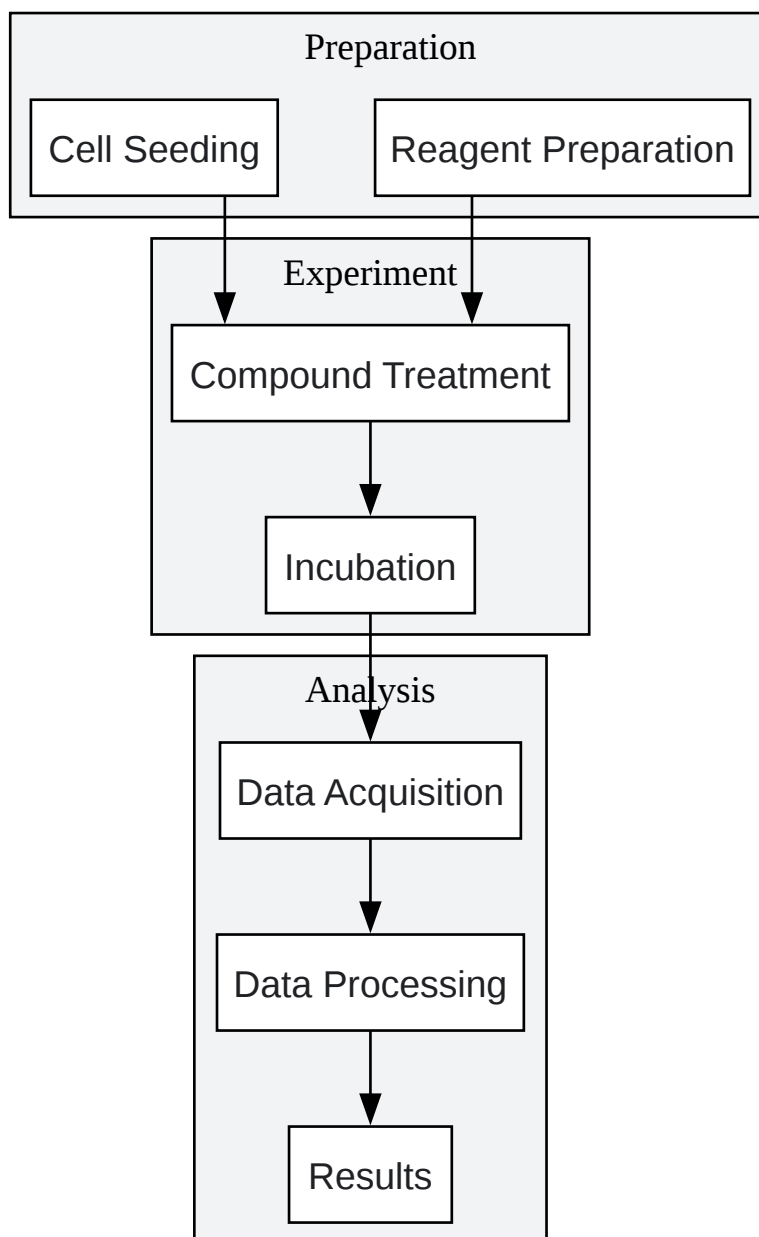 Preparation
Cell Seeding
Reagent Preparation
Experiment
Compound Treatment
Incubation
Analysis
Data Acquisition
Data Processing
Results